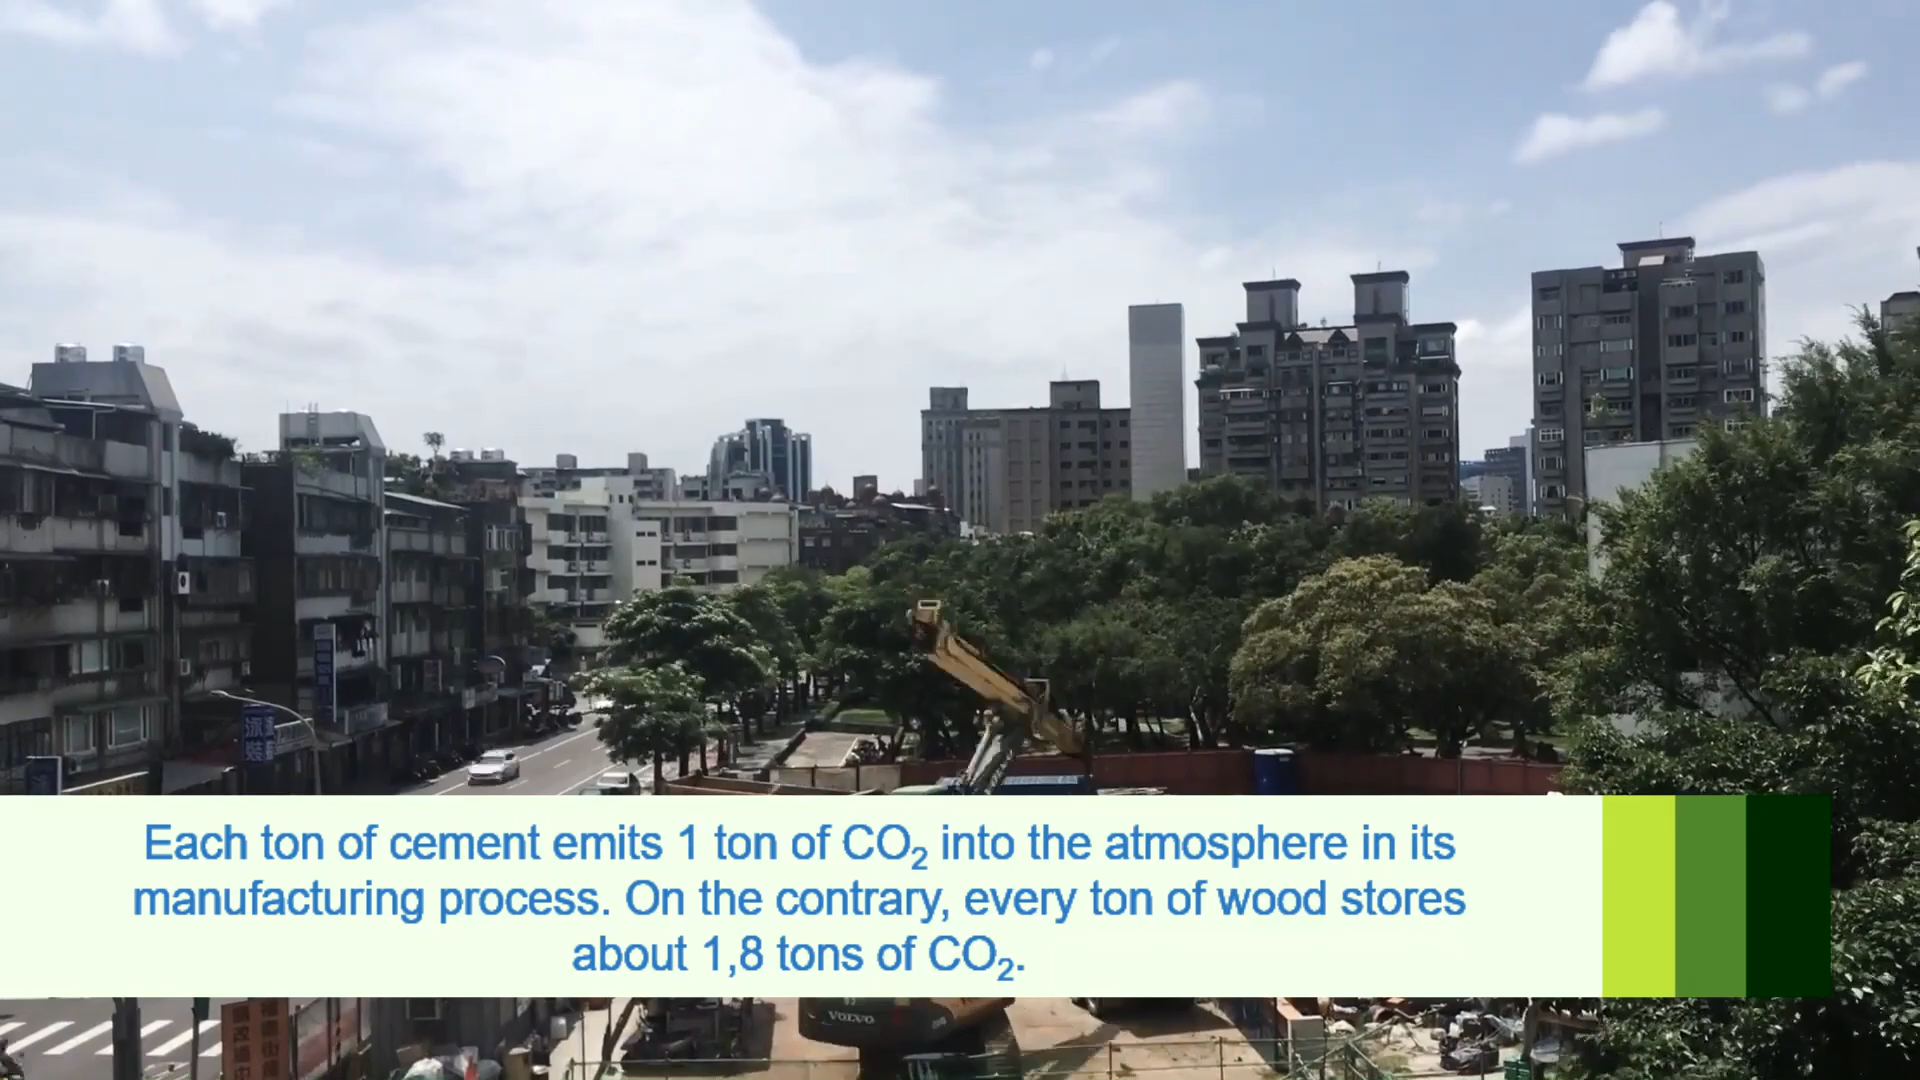 Each ton of cement emits 1 ton of CO₂ into the atmosphere in its
manufacturing process. On the contrary, every ton of wood stores
about 1,8 tons of CO₂.
VOLVO